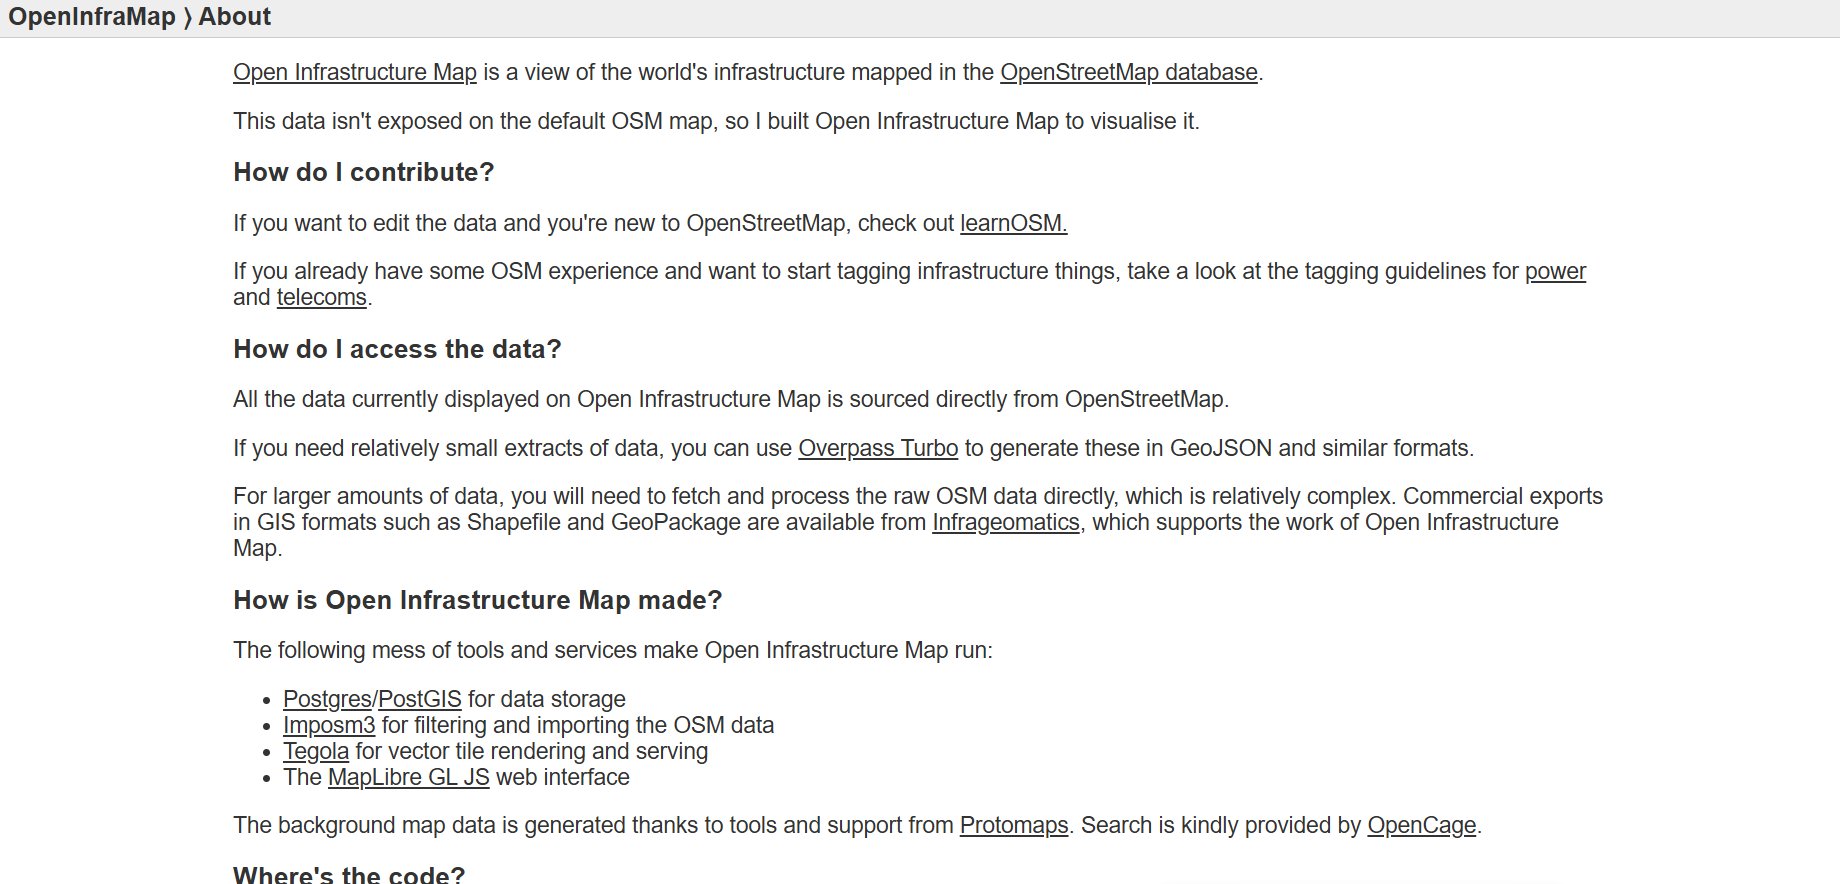 OpenInfraMap ⟩ About
Open Infrastructure Map is a view of the world's infrastructure mapped in the OpenStreetMap database.
This data isn't exposed on the default OSM map, so I built Open Infrastructure Map to visualise it.
How do I contribute?
If you want to edit the data and you're new to OpenStreetMap, check out learnOSM.
If you already have some OSM experience and want to start tagging infrastructure things, take a look at the tagging guidelines for power
and telecoms.
How do I access the data?
All the data currently displayed on Open Infrastructure Map is sourced directly from OpenStreetMap.
If you need relatively small extracts of data, you can use Overpass Turbo to generate these in GeoJSON and similar formats.
For larger amounts of data, you will need to fetch and process the raw OSM data directly, which is relatively complex. Commercial exports
in GIS formats such as Shapefile and GeoPackage are available from Infrageomatics, which supports the work of Open Infrastructure
Map.
How is Open Infrastructure Map made?
The following mess of tools and services make Open Infrastructure Map run:
• Postgres/PostGIS for data storage
• Imposm3 for filtering and importing the OSM data
• Tegola for vector tile rendering and serving
• The MapLibre GL JS web interface
The background map data is generated thanks to tools and support from Protomaps. Search is kindly provided by OpenCage.
Where's the code?